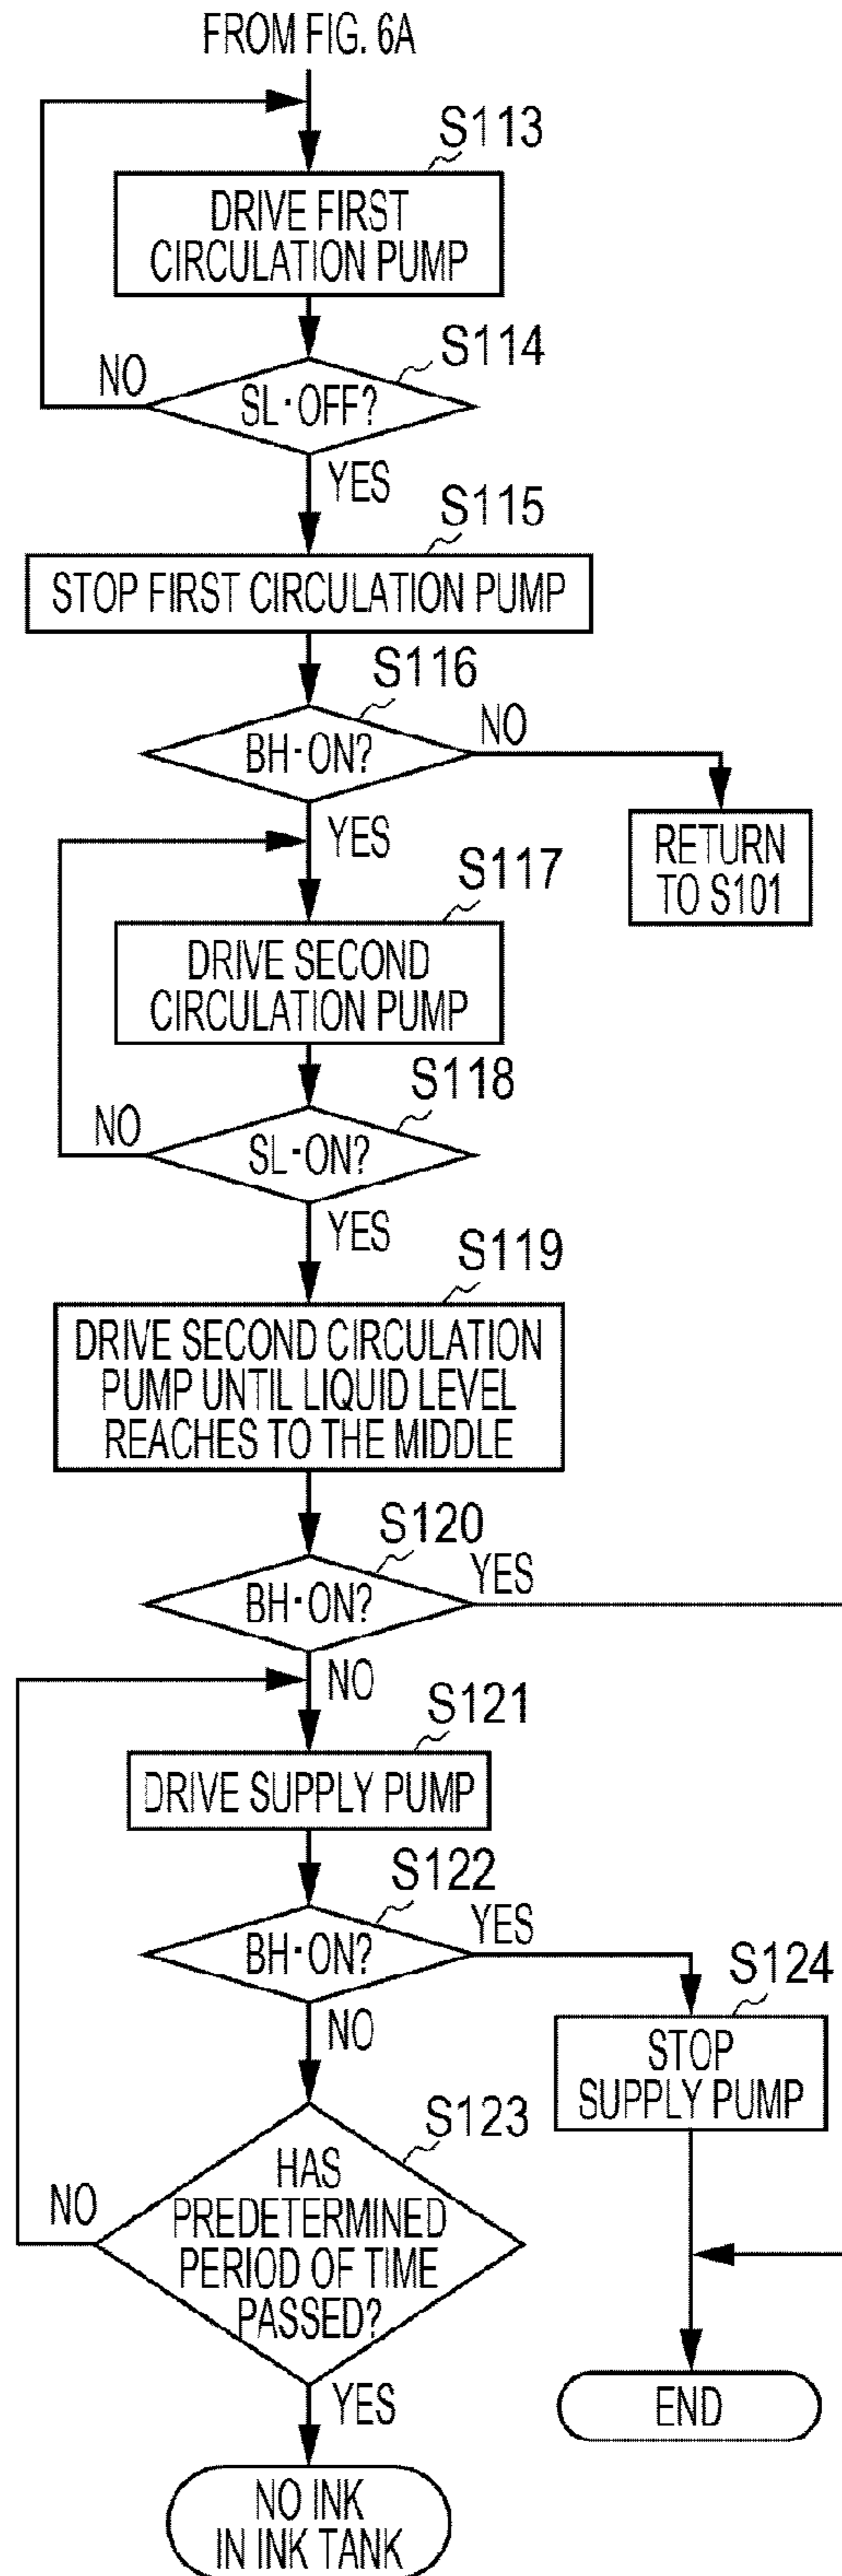 FROM FIG. 6A
S113
DRIVE FIRST
CIRCULATION PUMP
S114
NO
SL·OFF?
YES
S115
STOP FIRST CIRCULATION PUMP
S116
BH·ON?
NO
YES
RETURN
TO S101
S117
DRIVE SECOND
CIRCULATION PUMP
S118
NO
SL·ON?
YES
S119
DRIVE SECOND CIRCULATION
PUMP UNTIL LIQUID LEVEL
REACHES TO THE MIDDLE
S120
BH·ON?
YES
NO
S121
DRIVE SUPPLY PUMP
S122
BH·ON?
YES
NO
S124
STOP
SUPPLY PUMP
S123
NO
HAS
PREDETERMINED
PERIOD OF TIME
PASSED?
YES
END
NO INK
IN INK TANK